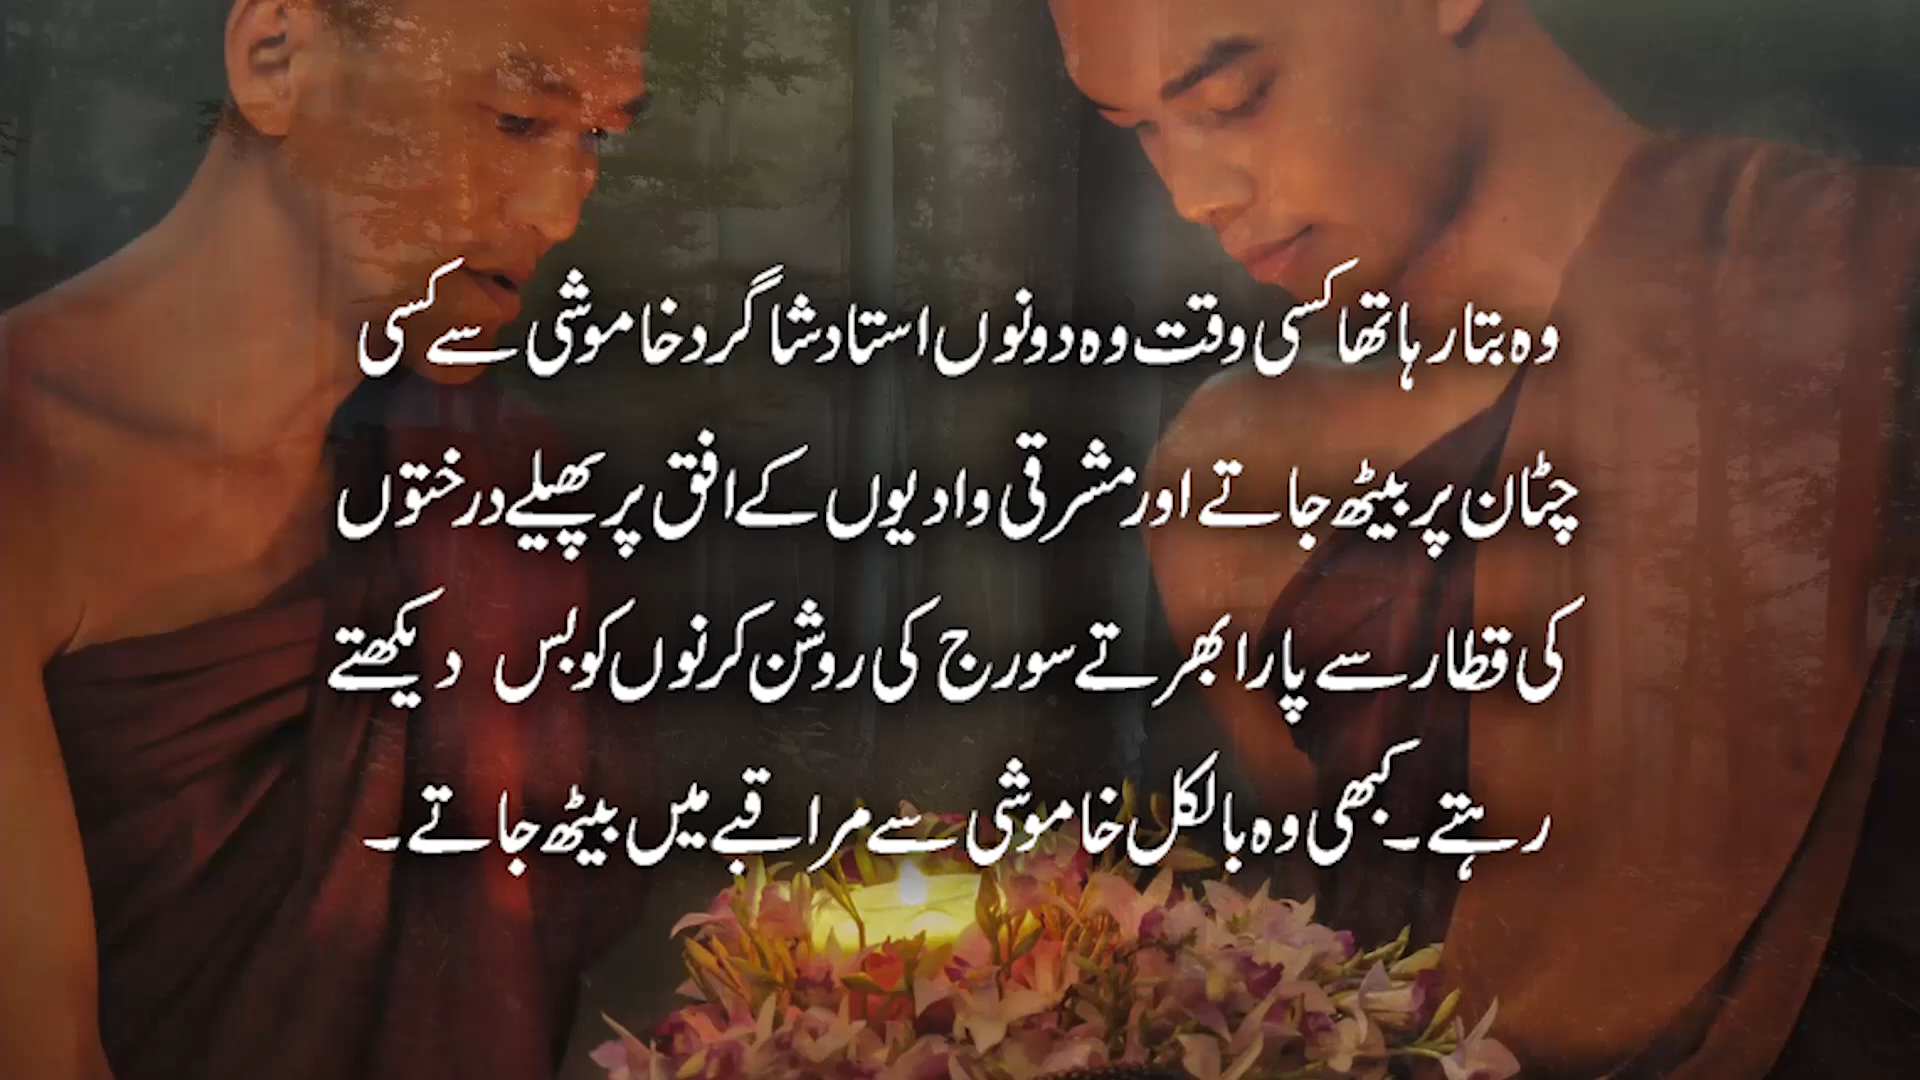 وہ بتا رہا تھا کسی وقت وہ دونوں استاد شاگرد خاموشی سے کسی
چٹان پر بیٹھ جاتے اور مشرقی وادیوں کے افق پر پھیلے درختوں
کی قطار سے پار ابھرتے سورج کی روشن کرنوں کو بس دیکھتے
رہتے۔ کبھی وہ بالکل خاموشی سے مراقبے میں بیٹھ جاتے۔